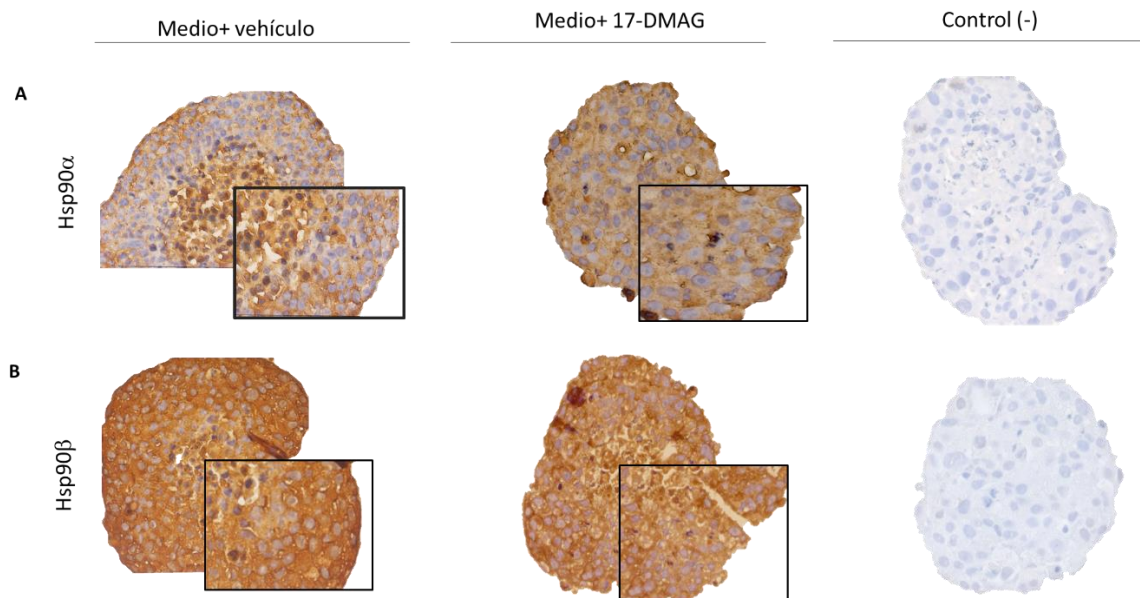 Medio+ vehículo
Medio+ 17-DMAG
Control (-)
A
Hsp90α
B
Hsp90β